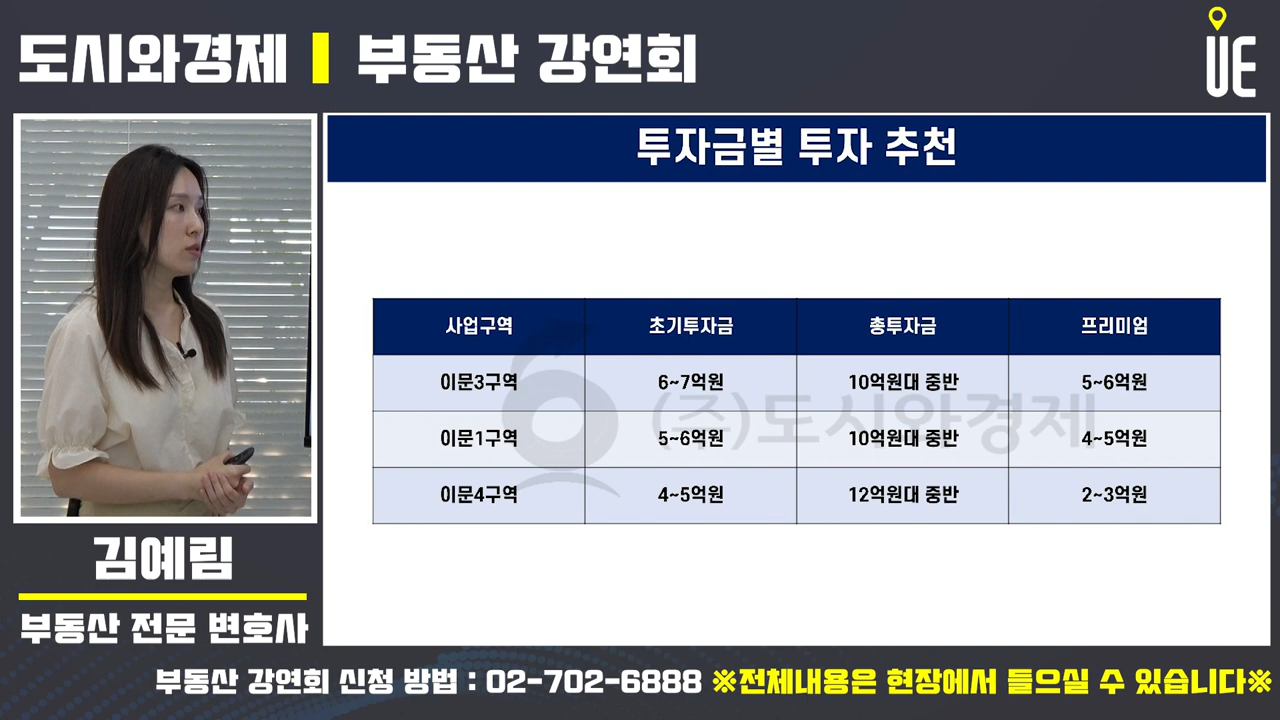 도시와경제 부동산 강연회
UE
투자금별 투자 추천
사업구역 초기투자금 총투자금 프리미엄
이문3구역 6~7억원 10억원대 중반 5~6억원
이문1구역 5~6억원 10억원대 중반 4~5억원
이문4구역 4~5억원 12억원대 중반 2~3억원
(주)도시와경제
김예림
부동산 전문 변호사
부동산 강연회 신청 방법 : 02-702-6888 ※전체내용은 현장에서 들으실 수 있습니다※